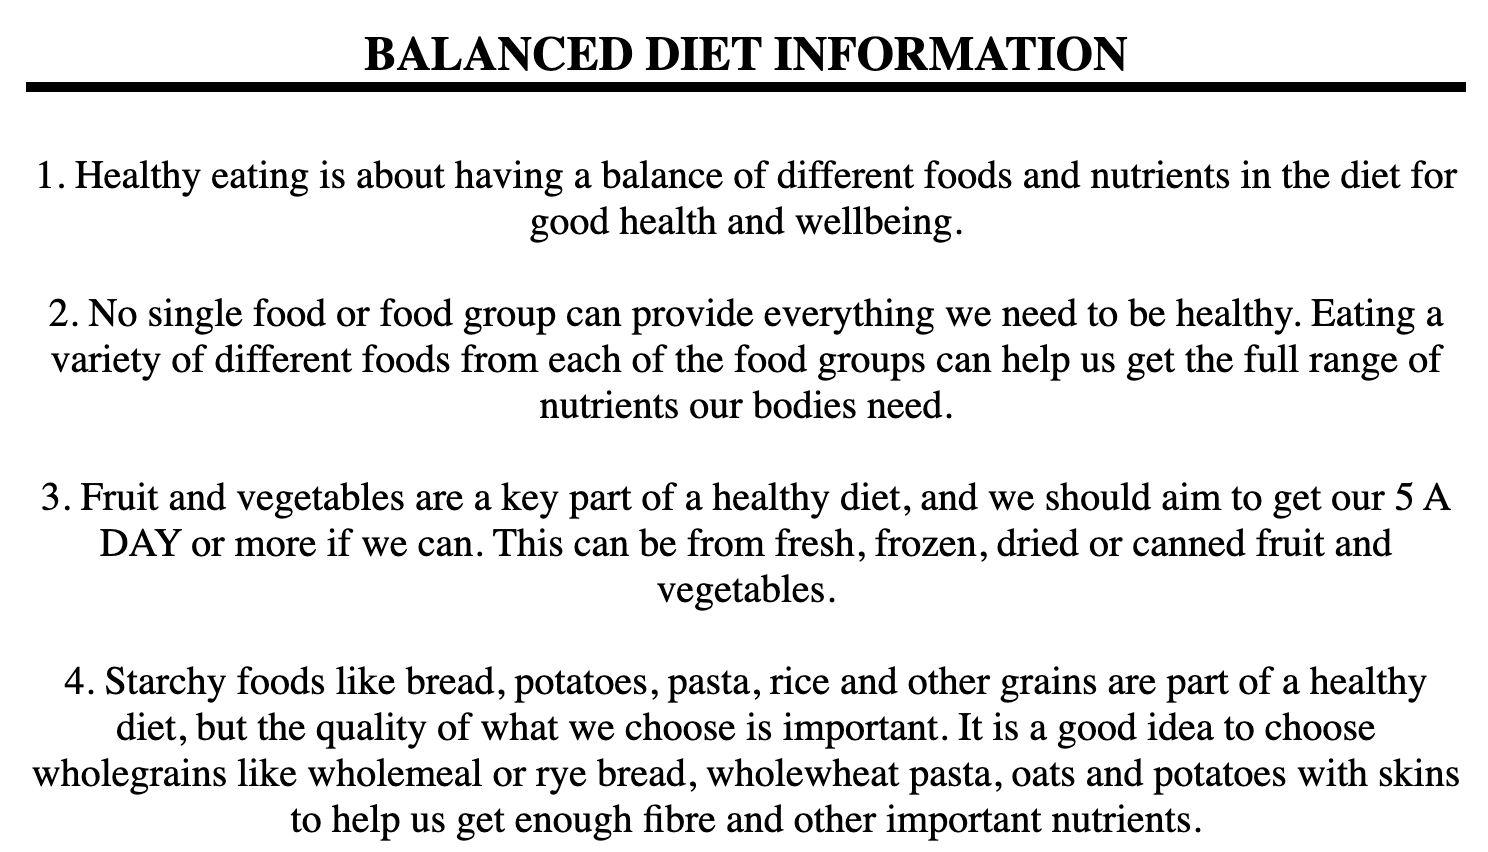 BALANCED DIET INFORMATION
1. Healthy eating is about having a balance of different foods and nutrients in the diet for
good health and wellbeing.
2. No single food or food group can provide everything we need to be healthy. Eating a
variety of different foods from each of the food groups can help us get the full range of
nutrients our bodies need.
3. Fruit and vegetables are a key part of a healthy diet, and we should aim to get our 5 A
DAY or more if we can. This can be from fresh, frozen, dried or canned fruit and
vegetables.
4. Starchy foods like bread, potatoes, pasta, rice and other grains are part of a healthy
diet, but the quality of what we choose is important. It is a good idea to choose
wholegrains like wholemeal or rye bread, wholewheat pasta, oats and potatoes with skins
to help us get enough fibre and other important nutrients.